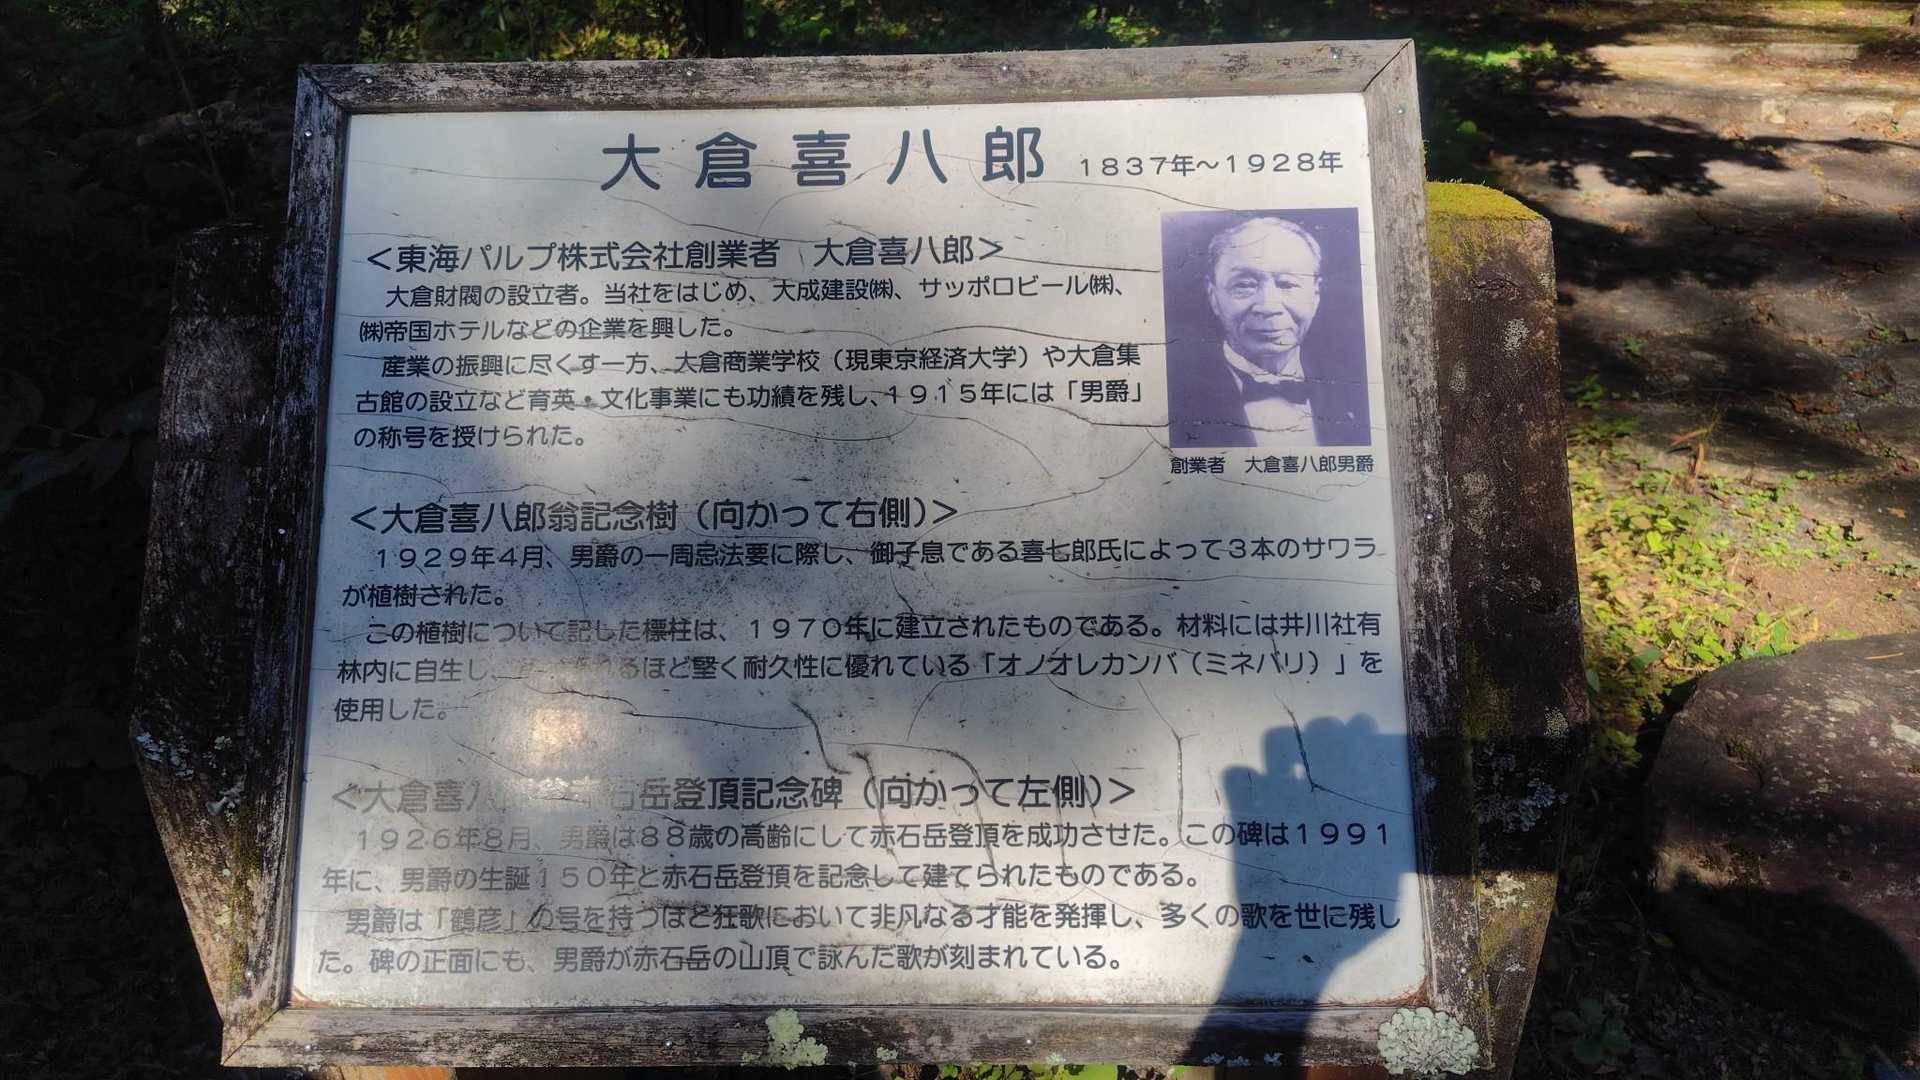 大倉喜八郎 1837年～1928年
＜東海パルプ株式会社創業者　大倉喜八郎＞
大倉財閥の設立者。当社をはじめ、大成建設㈱、サッポロビール㈱、
㈱帝国ホテルなどの企業を興した。
産業の振興に尽くす一方、大倉商業学校（現東京経済大学）や大倉集
古館の設立など育英・文化事業にも功績を残し、1915年には「男爵」
の称号を授けられた。
創業者　大倉喜八郎男爵
＜大倉喜八郎翁記念樹（向かって右側）＞
1929年4月、男爵の一周忌法要に際し、御子息である喜七郎氏によって3本のサワラ
が植樹された。
この植樹について記した標柱は、1970年に建立されたものである。材料には井川社有
林内に自生し、るほど堅く耐久性に優れている「オノオレカンバ（ミネバリ）」を
使用した。
＜大倉喜八石岳登頂記念碑（向かって左側）＞
1926年8月、男爵は88歳の高齢にして赤石岳登頂を成功させた。この碑は1991
年に、男爵の生誕150年と赤石岳登頂を記念して建てられたものである。
男爵は「鶴彦」の号を持つほど狂歌において非凡なる才能を発揮し、多くの歌を世に残し
た。碑の正面にも、男爵が赤石岳の山頂で詠んだ歌が刻まれている。